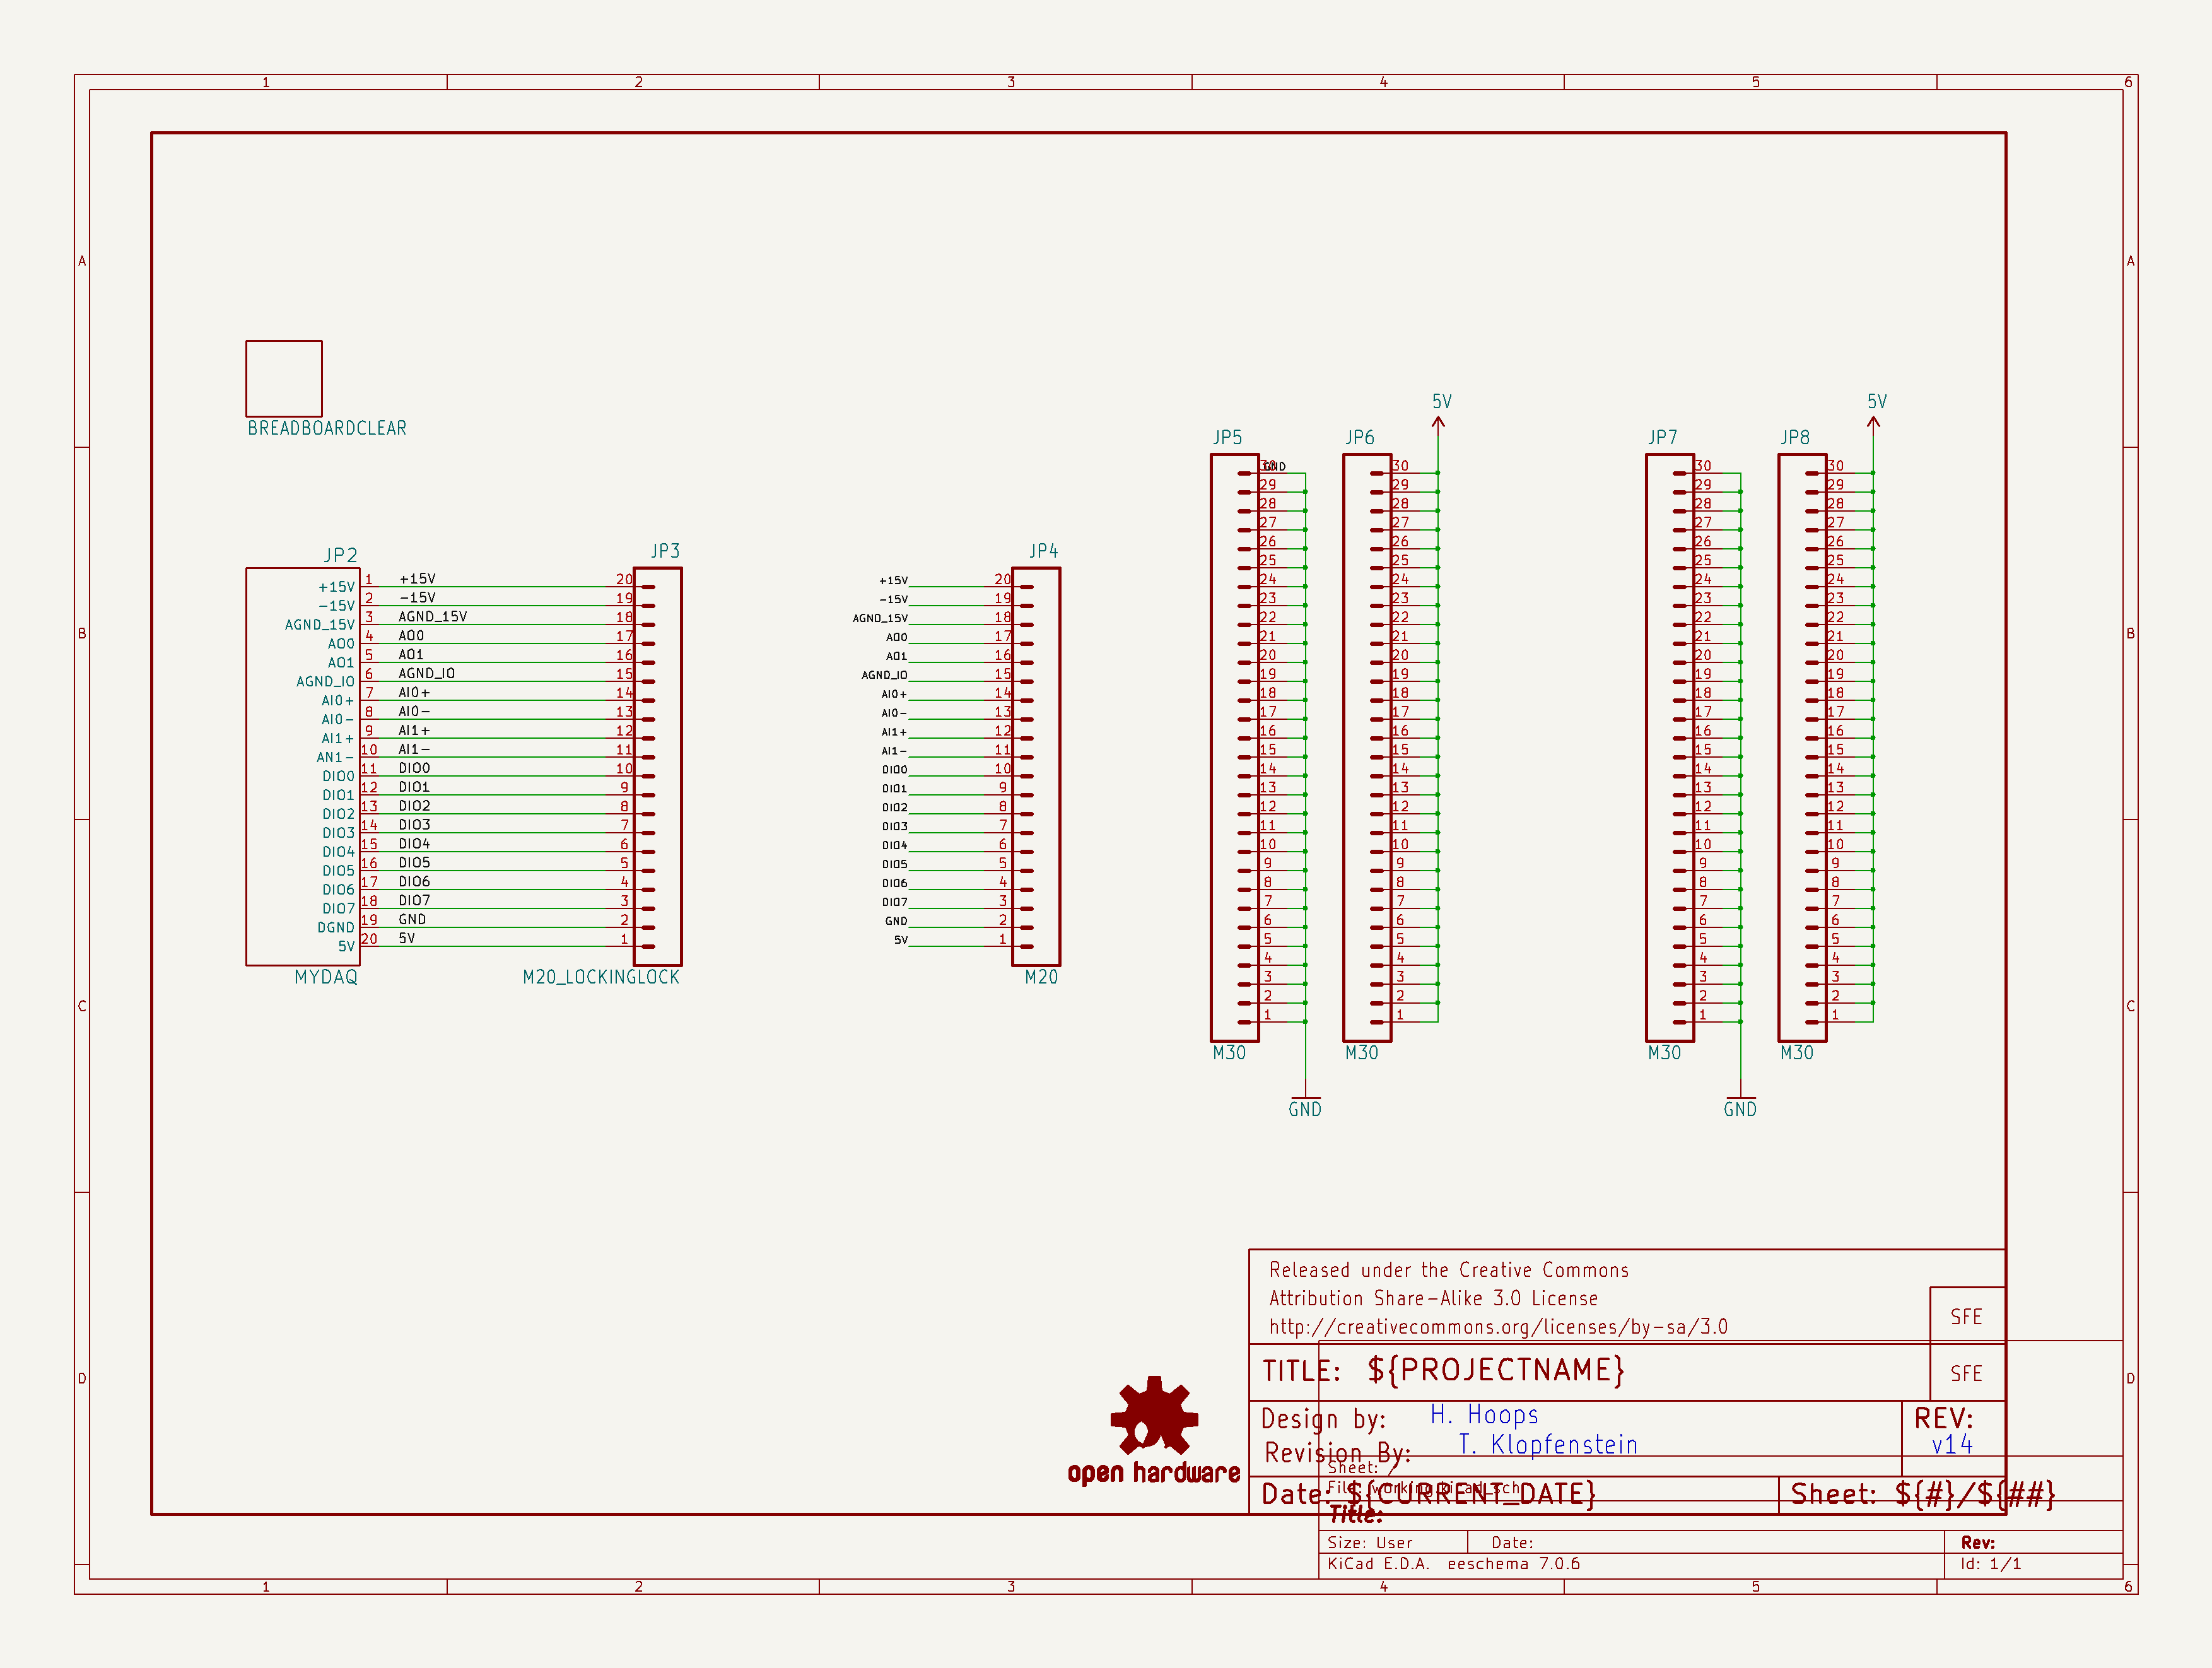 1 2 3 4 5 6
A A
BREADBOARDCLEAR
5V 5V
JP5 JP6 JP7 JP8
B B
JP2 JP3 JP4
+15V 1 +15V 20
-15V 2 -15V 19
AGND_15V 3 AGND_15V 18
AO0 4 AO0 17
AO1 5 AO1 16
AGND_IO 6 AGND_IO 15
AI0+ 7 AI0+ 14
AI0- 8 AI0- 13
AI1+ 9 AI1+ 12
AN1- 10 AI1- 11
DIO0 11 DIO0 10
DIO1 12 DIO1 9
DIO2 13 DIO2 8
DIO3 14 DIO3 7
DIO4 15 DIO4 6
DIO5 16 DIO5 5
DIO6 17 DIO6 4
DIO7 18 DIO7 3
DGND 19 GND 2
5V 20 5V 1
MYDAQ M20_LOCKINGLOCK
+15V 20
-15V 19
AGND_15V 18
AO0 17
AO1 16
AGND_IO 15
AI0+ 14
AI0- 13
AI1+ 12
AI1- 11
DIO0 10
DIO1 9
DIO2 8
DIO3 7
DIO4 6
DIO5 5
DIO6 4
DIO7 3
GND 2
5V 1
M20
30 GND 30 30 30
29 29 29 29
28 28 28 28
27 27 27 27
26 26 26 26
25 25 25 25
24 24 24 24
23 23 23 23
22 22 22 22
21 21 21 21
20 20 20 20
19 19 19 19
18 18 18 18
17 17 17 17
16 16 16 16
15 15 15 15
14 14 14 14
13 13 13 13
12 12 12 12
11 11 11 11
10 10 10 10
9 9 9 9
8 8 8 8
7 7 7 7
6 6 6 6
5 5 5 5
4 4 4 4
3 3 3 3
2 2 2 2
1 1 1 1
M30 M30 M30 M30
GND GND
C C
Released under the Creative Commons
Attribution Share-Alike 3.0 License
http://creativecommons.org/licenses/by-sa/3.0
SFE
TITLE: ${PROJECTNAME}
SFE
D D
Design by: H. Hoops
REV:
Revision By: T. Klopfenstein
v14
open hardware
Sheet: /
File: working.kicad_sch
Date: ${CURRENT_DATE} Sheet: ${#}/${##}
Title:
Size: User Date: Rev:
KiCad E.D.A. eeschema 7.0.6 Id: 1/1
1 2 3 4 5 6